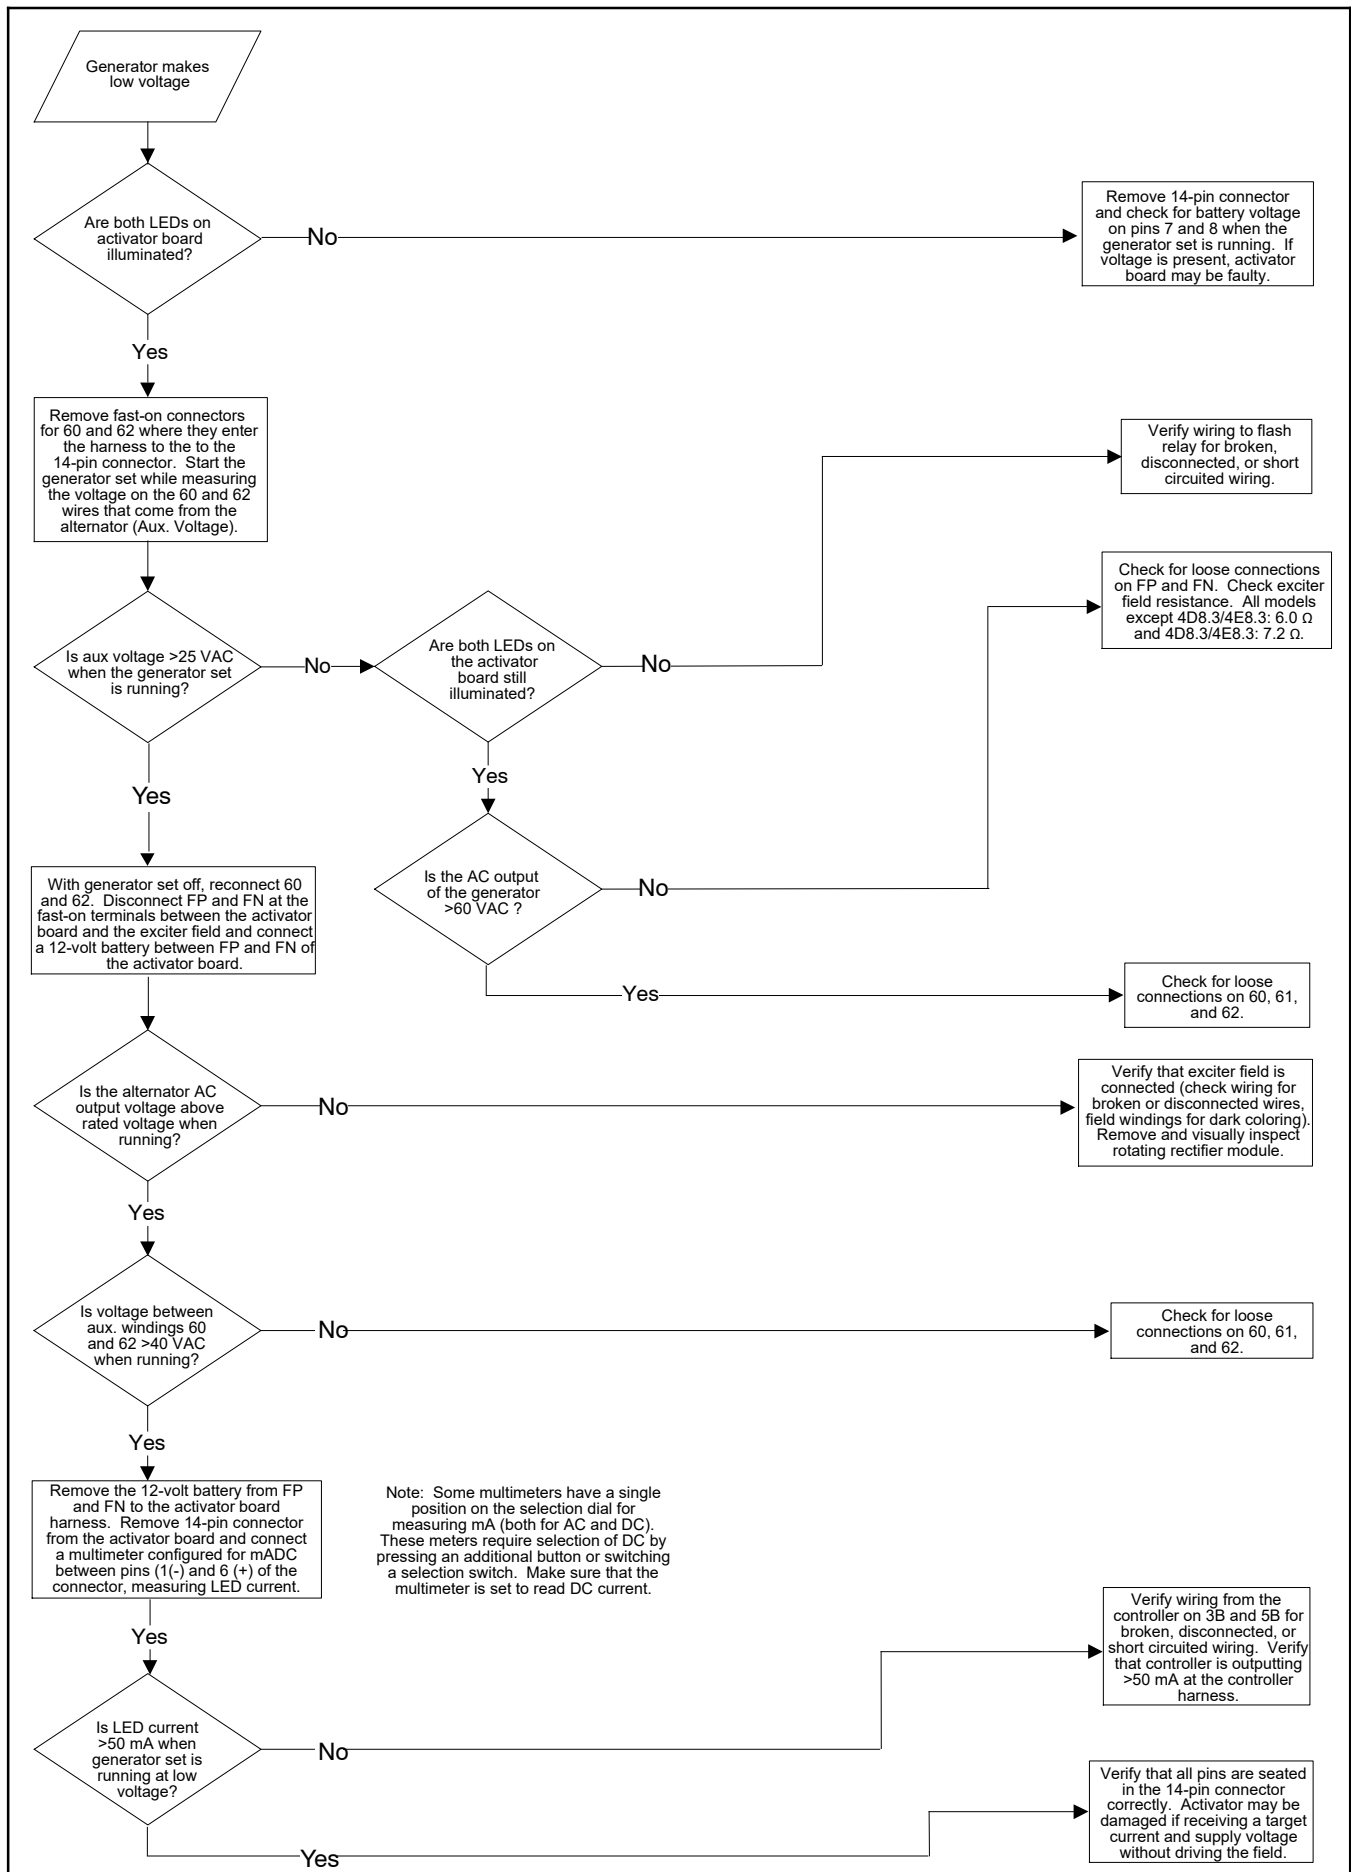 Generator makes
low voltage
Are both LEDs on
activator board
illuminated?
No
Remove 14-pin connector
and check for battery voltage
on pins 7 and 8 when the
generator set is running.  If
voltage is present, activator
board may be faulty.
Yes
Remove fast-on connectors
for 60 and 62 where they enter
the harness to the to the
14-pin connector.  Start the
generator set while measuring
the voltage on the 60 and 62
wires that come from the
alternator (Aux. Voltage).
Verify wiring to flash
relay for broken,
disconnected, or short
circuited wiring.
Check for loose connections
on FP and FN.  Check exciter
field resistance.  All models
except 4D8.3/4E8.3: 6.0 Ω
and 4D8.3/4E8.3: 7.2 Ω.
Is aux voltage >25 VAC
when the generator set
is running?
No
Are both LEDs on
the activator
board still
illuminated?
No
Yes
Yes
Is the AC output
of the generator
>60 VAC ?
No
With generator set off, reconnect 60
and 62.  Disconnect FP and FN at the
fast-on terminals between the activator
board and the exciter field and connect
a 12-volt battery between FP and FN of
the activator board.
Yes
Check for loose
connections on 60, 61,
and 62.
Is the alternator AC
output voltage above
rated voltage when
running?
No
Verify that exciter field is
connected (check wiring for
broken or disconnected wires,
field windings for dark coloring).
Remove and visually inspect
rotating rectifier module.
Yes
Is voltage between
aux. windings 60
and 62 >40 VAC
when running?
No
Check for loose
connections on 60, 61,
and 62.
Yes
Remove the 12-volt battery from FP
and FN to the activator board
harness.  Remove 14-pin connector
from the activator board and connect
a multimeter configured for mADC
between pins (1(-) and 6 (+) of the
connector, measuring LED current.
Note:  Some multimeters have a single
position on the selection dial for
measuring mA (both for AC and DC).
These meters require selection of DC by
pressing an additional button or switching
a selection switch.  Make sure that the
multimeter is set to read DC current.
Yes
Verify wiring from the
controller on 3B and 5B for
broken, disconnected, or
short circuited wiring.  Verify
that controller is outputting
>50 mA at the controller
harness.
Is LED current
>50 mA when
generator set is
running at low
voltage?
No
Verify that all pins are seated
in the 14-pin connector
correctly.  Activator may be
damaged if receiving a target
current and supply voltage
without driving the field.
Yes